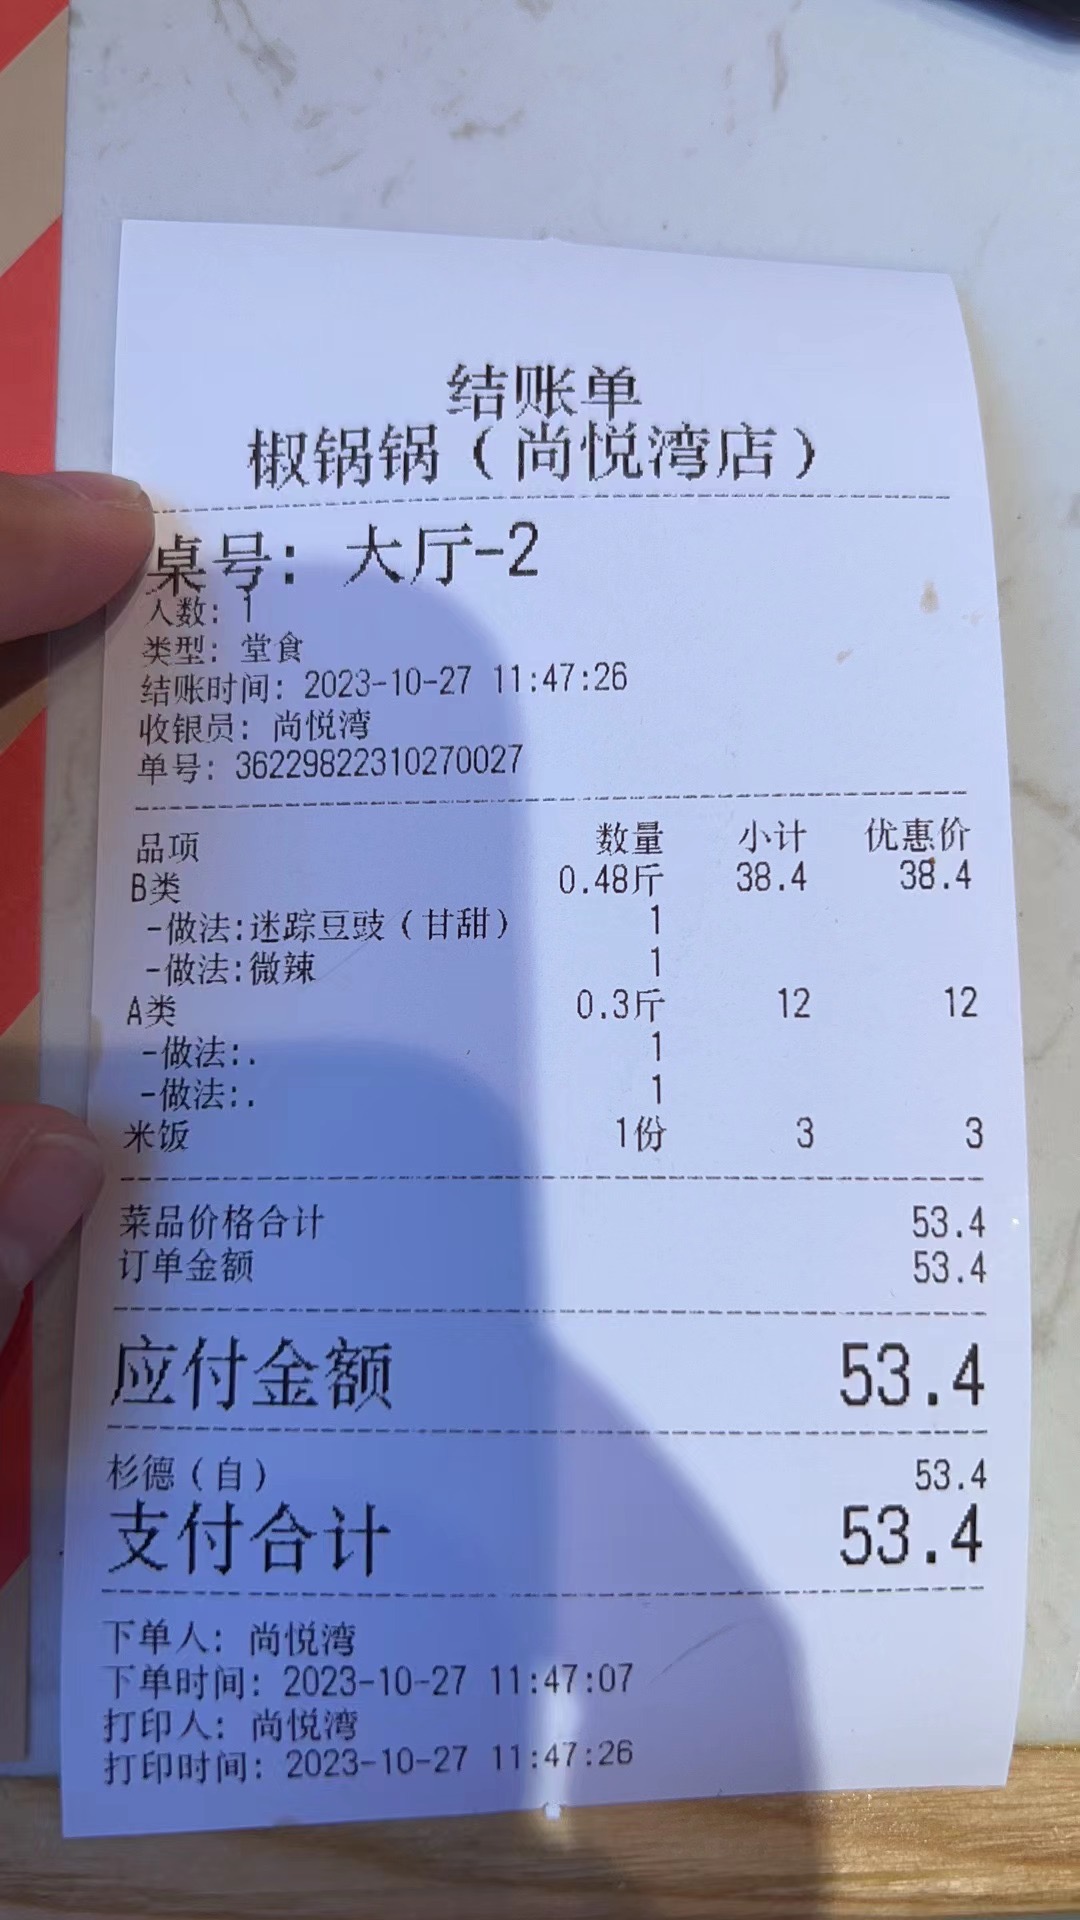 结账单
椒锅锅（尚悦湾店）
桌号: 大厅-2
人数: 1
类型: 堂食
结账时间: 2023-10-27 11:47:26
收银员: 尚悦湾
单号: 36229822310270027
品项 数量 小计 优惠价
B类 0.48斤 38.4 38.4
-做法:迷踪豆豉（甘甜） 1
-做法:微辣 1
A类 0.3斤 12 12
-做法:. 1
-做法:. 1
米饭 1份 3 3
菜品价格合计 53.4
订单金额 53.4
应付金额 53.4
杉德（自） 53.4
支付合计 53.4
下单人: 尚悦湾
下单时间: 2023-10-27 11:47:07
打印人: 尚悦湾
打印时间: 2023-10-27 11:47:26